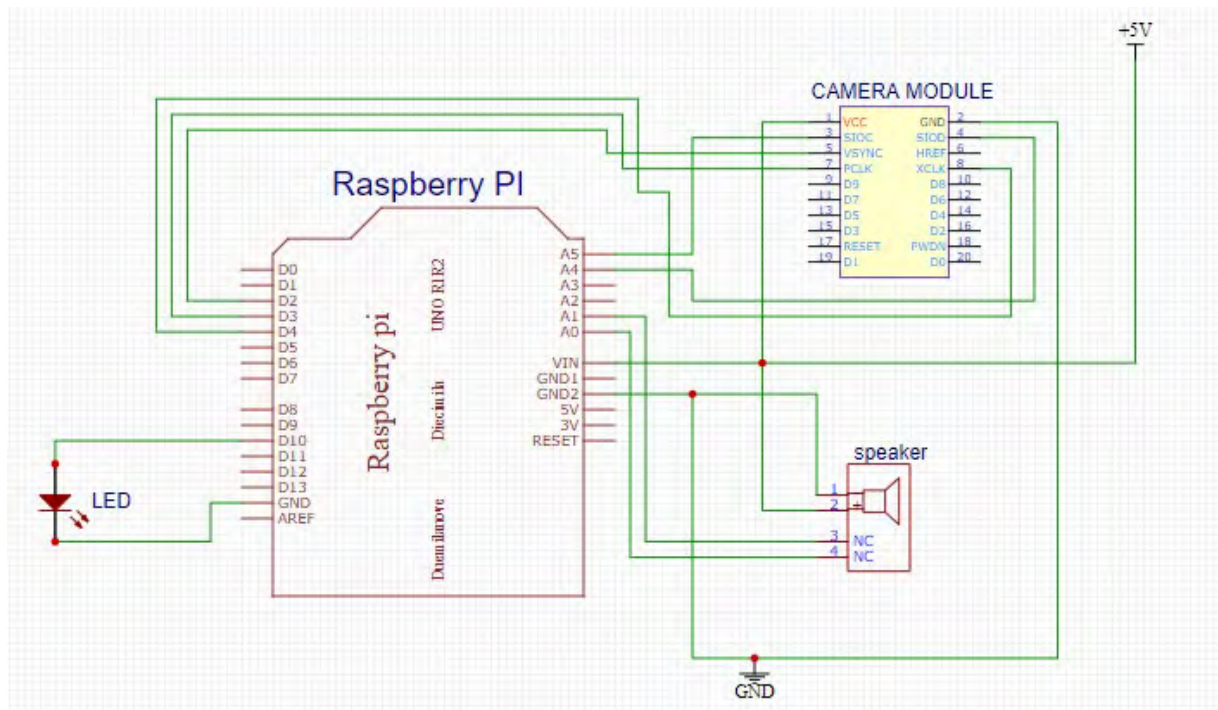 +5V
CAMERA MODULE
1 VCC GND 2
3 SIOC SIOD 4
5 VSYNC HREF 6
7 PCLK XCLK 8
9 D9 D8 10
11 D7 D6 12
13 D5 D4 14
15 D3 D2 16
17 RESET PWDN 18
19 D1 D0 20
Raspberry PI
D0
D1
D2
D3
D4
D5
D6
D7
D8
D9
D10
D11
D12
D13
GND
AREF
Raspberry pi
UNO R1R2
Diecimila
Duemilanove
A5
A4
A3
A2
A1
A0
VIN
GND1
GND2
5V
3V
RESET
LED
speaker
1
2 +
3 NC
4 NC
GND